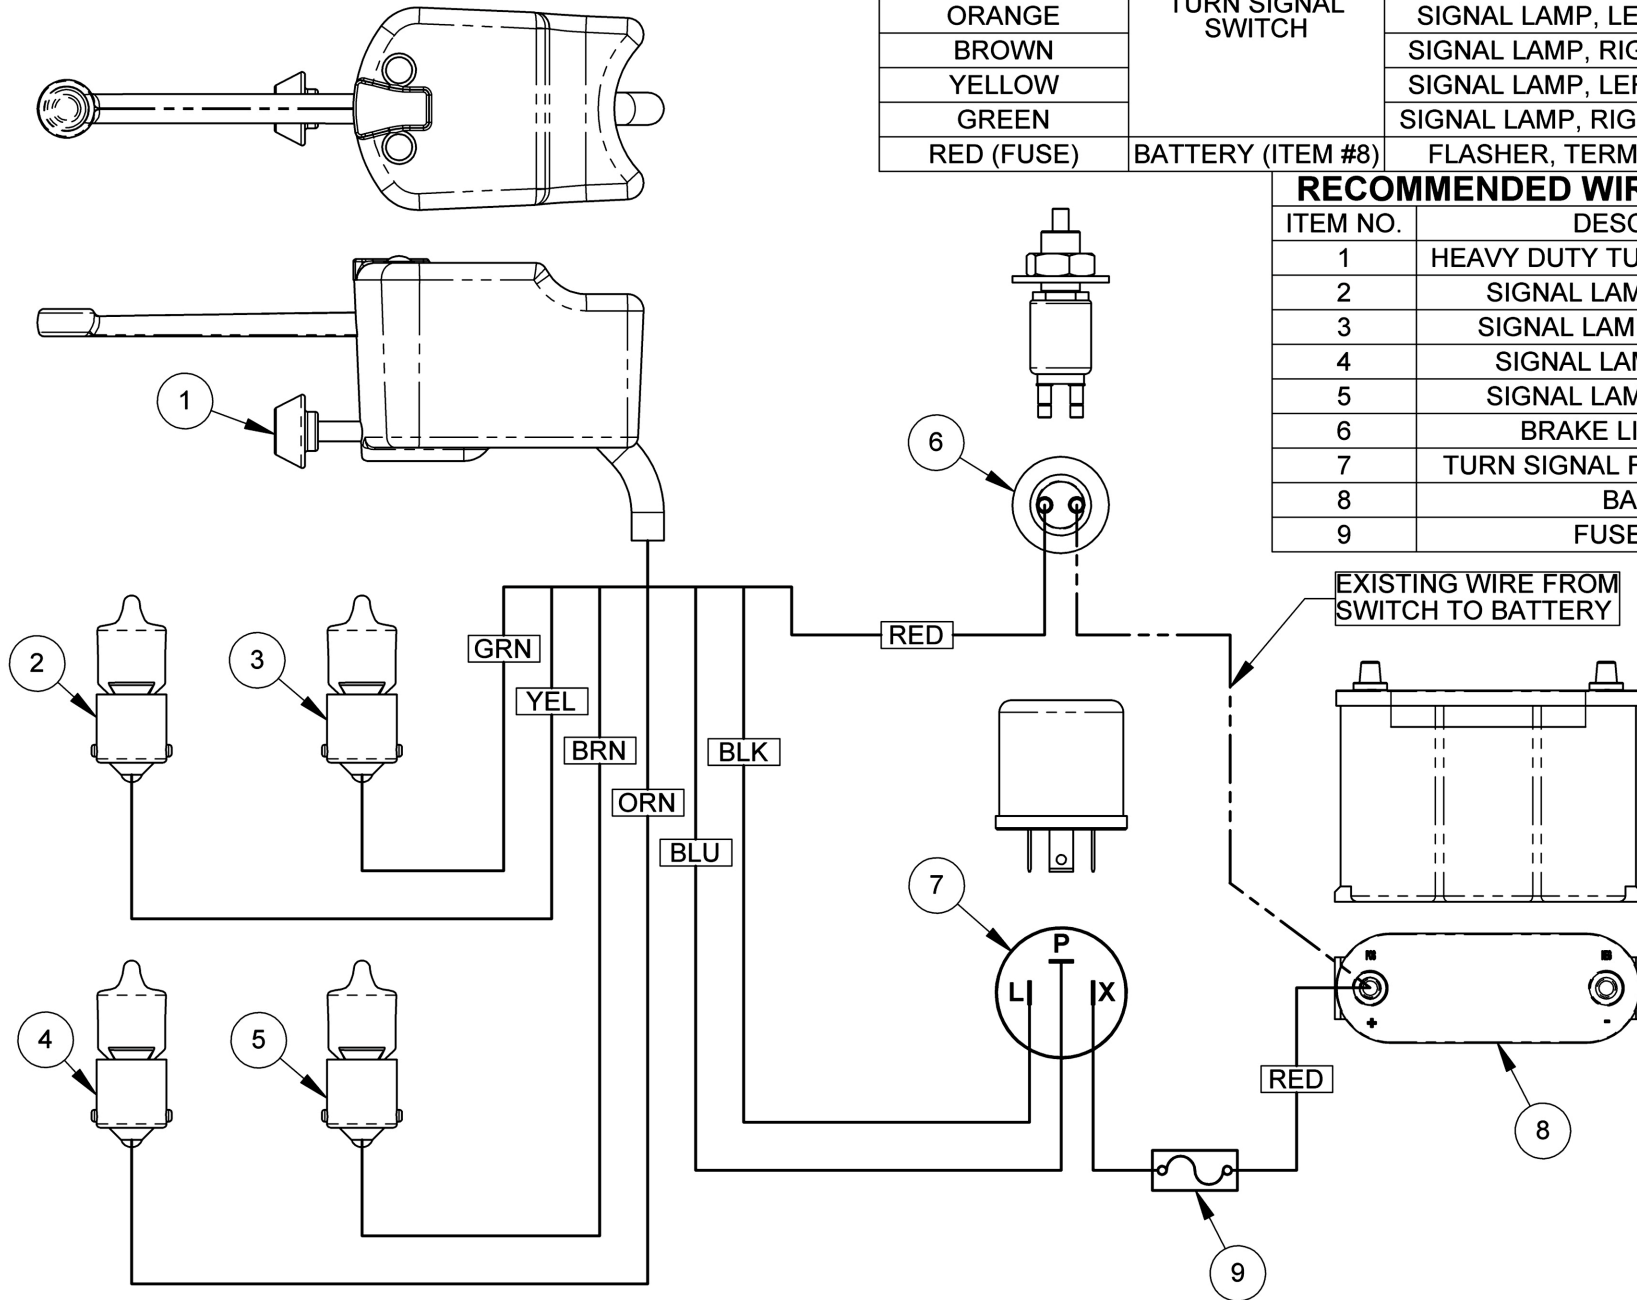 TURN SIGNAL
SWITCH
ORANGE
SIGNAL LAMP, LE
BROWN
SIGNAL LAMP, RIG
YELLOW
SIGNAL LAMP, LEF
GREEN
SIGNAL LAMP, RIG
RED (FUSE)
BATTERY (ITEM #8)
FLASHER, TERM
RECOMMENDED WIR
ITEM NO.
DESC
1
HEAVY DUTY TU
2
SIGNAL LAM
3
SIGNAL LAM
4
SIGNAL LAM
5
SIGNAL LAM
6
BRAKE LI
7
TURN SIGNAL F
8
BA
9
FUSE
1
6
EXISTING WIRE FROM
SWITCH TO BATTERY
2
3
GRN
RED
YEL
BRN
BLK
ORN
BLU
7
P
L
X
POS
NEG
+
-
4
5
RED
8
9